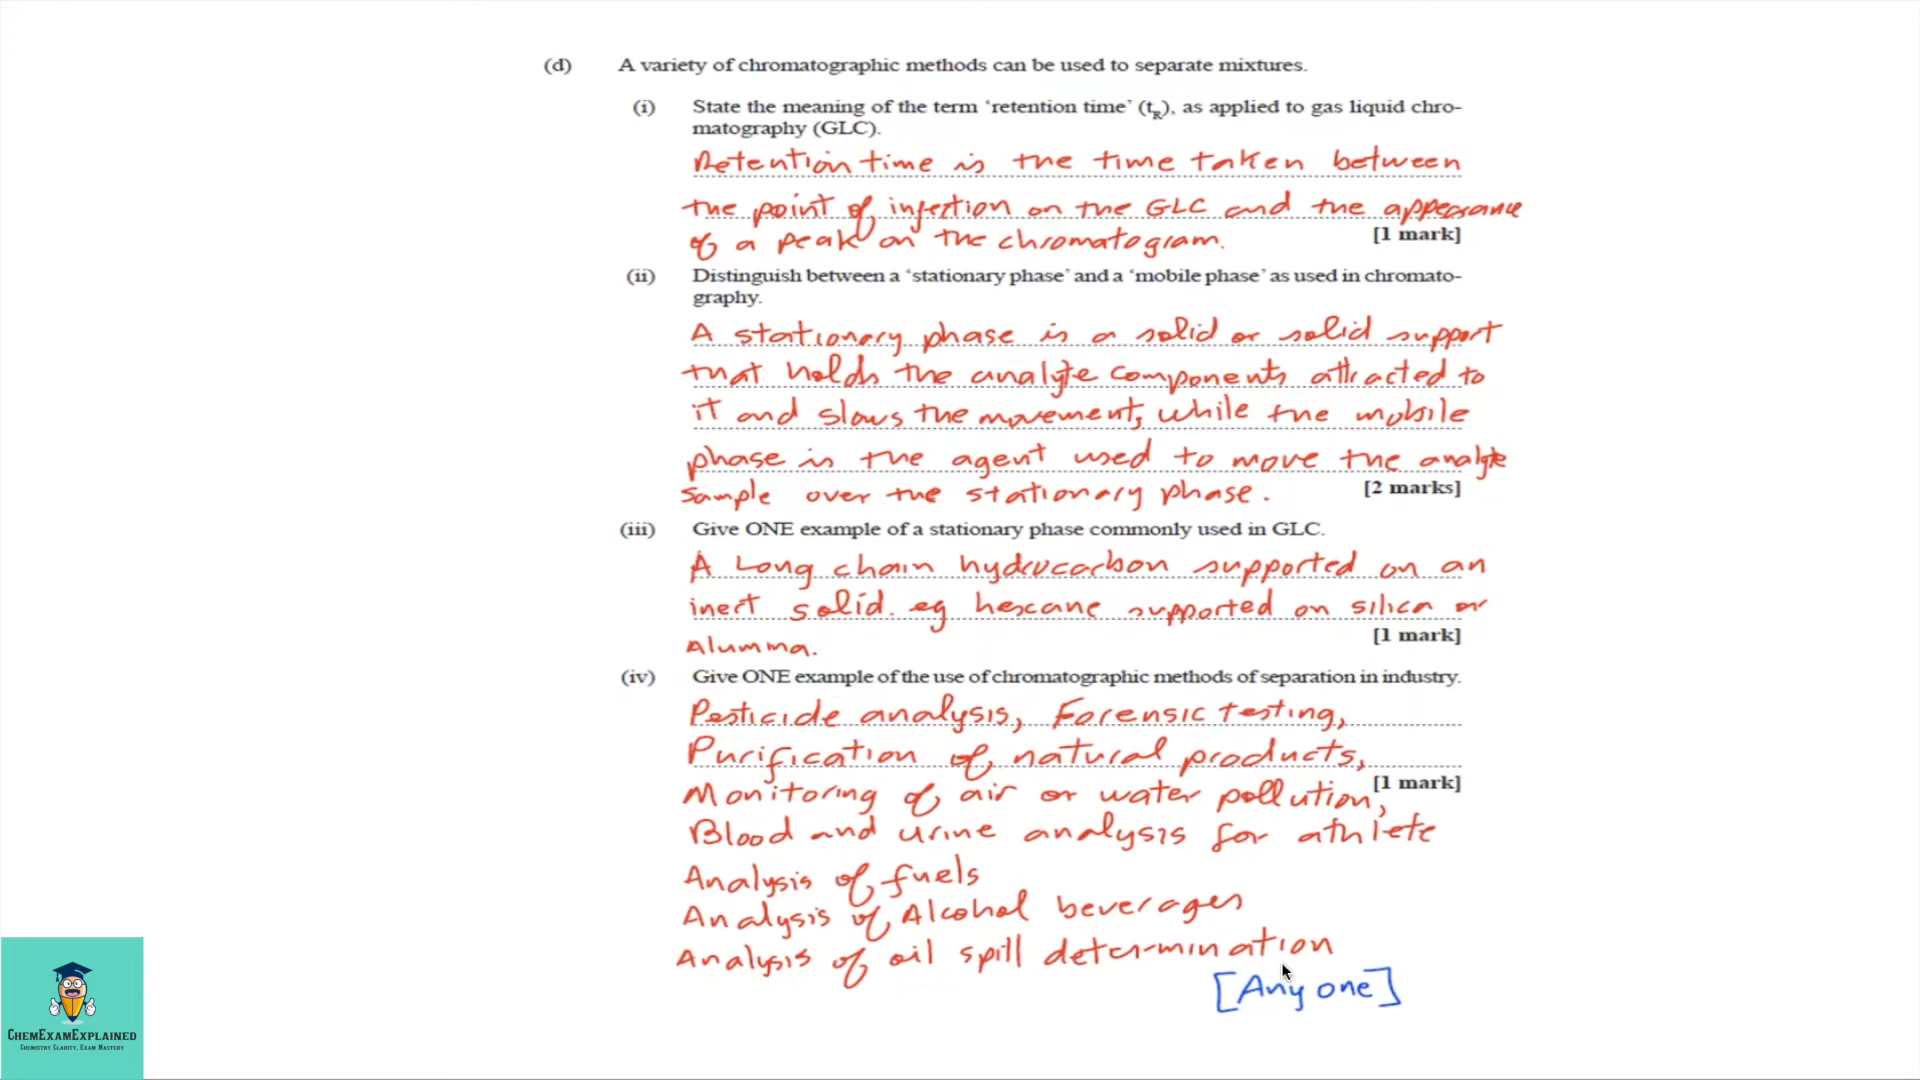 (d) A variety of chromatographic methods can be used to separate mixtures.
(i) State the meaning of the term ‘retention time’ (tR), as applied to gas liquid chro-
matography (GLC).
Retention time is the time taken between
the point of injection on the GLC and the appearance
of a peak on the chromatogram.
[1 mark]
(ii) Distinguish between a ‘stationary phase’ and a ‘mobile phase’ as used in chromato-
graphy.
A stationary phase is a solid or solid support
that holds the analyte components attracted to
it and slows the movement, while the mobile
phase is the agent used to move the analyte
sample over the stationary phase.
[2 marks]
(iii) Give ONE example of a stationary phase commonly used in GLC.
A Long chain hydrocarbon supported on an
inert solid. eg hexane supported on silica or
[1 mark]
Alumina.
(iv) Give ONE example of the use of chromatographic methods of separation in industry.
Pesticide analysis, Forensic testing,
Purification of natural products,
[1 mark]
Monitoring of air or water pollution,
Blood and urine analysis for athlete
Analysis of fuels
Analysis of Alcohol beverages
Analysis of oil spill determination
[Any one]
CHEMEXAMEXPLAINED
CHEMISTRY CLARITY. EXAM MASTERY